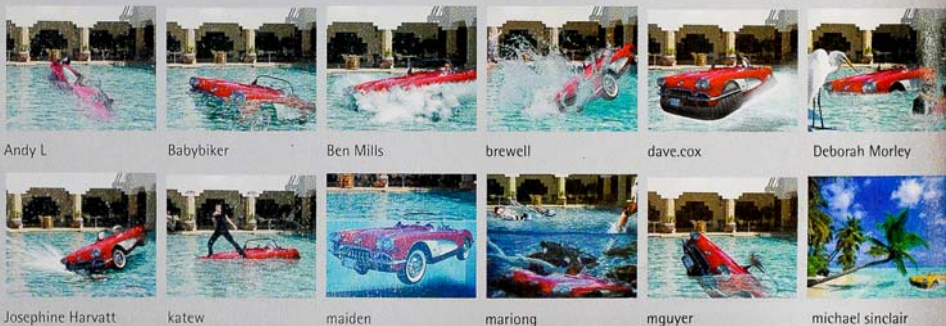 Andy L
Babybiker
Ben Mills
brewell
dave.cox
Deborah Morley
Josephine Harvatt
katew
maiden
mariong
mguyer
michael sinclair